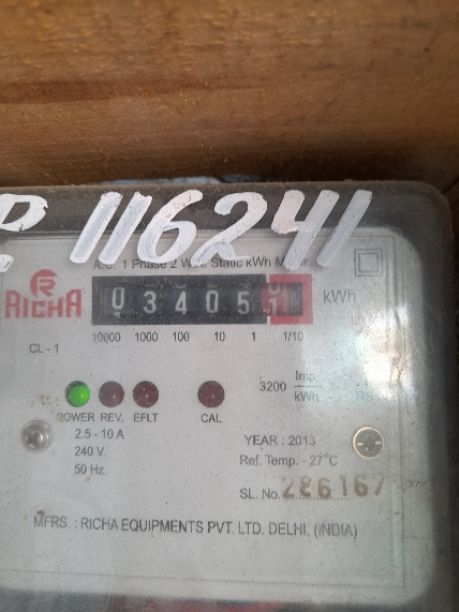 P 116241
A.C. 1 Phase 2 Wire Static kWh Meter
RICHA
03405 kWh
10000 1000 100 10 1 1/10
CL - 1
3200 Imp
kWh
POWER REV. EFLT CAL
2.5 - 10 A
240 V.
50 Hz.
YEAR : 2013
Ref. Temp. - 27°C
SL. No. 286167
MFRS. : RICHA EQUIPMENTS PVT. LTD. DELHI, (INDIA)